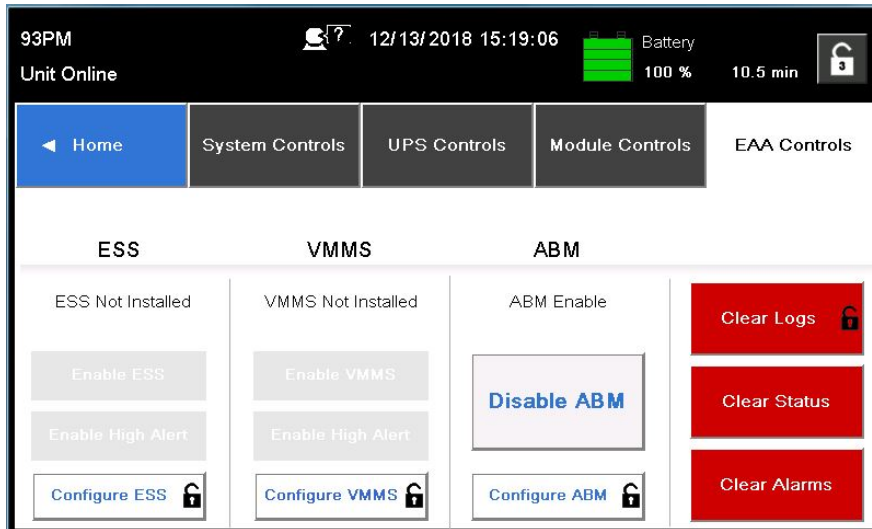 93PM
? 12/13/2018 15:19:06
Battery
Unit Online
100 % 10.5 min
3
Home System Controls UPS Controls Module Controls EAA Controls
ESS VMMS ABM
ESS Not Installed VMMS Not Installed ABM Enable
Clear Logs
Enable ESS Enable VMMS
Disable ABM
Clear Status
Enable High Alert Enable High Alert
Configure ESS Configure VMMS Configure ABM
Clear Alarms